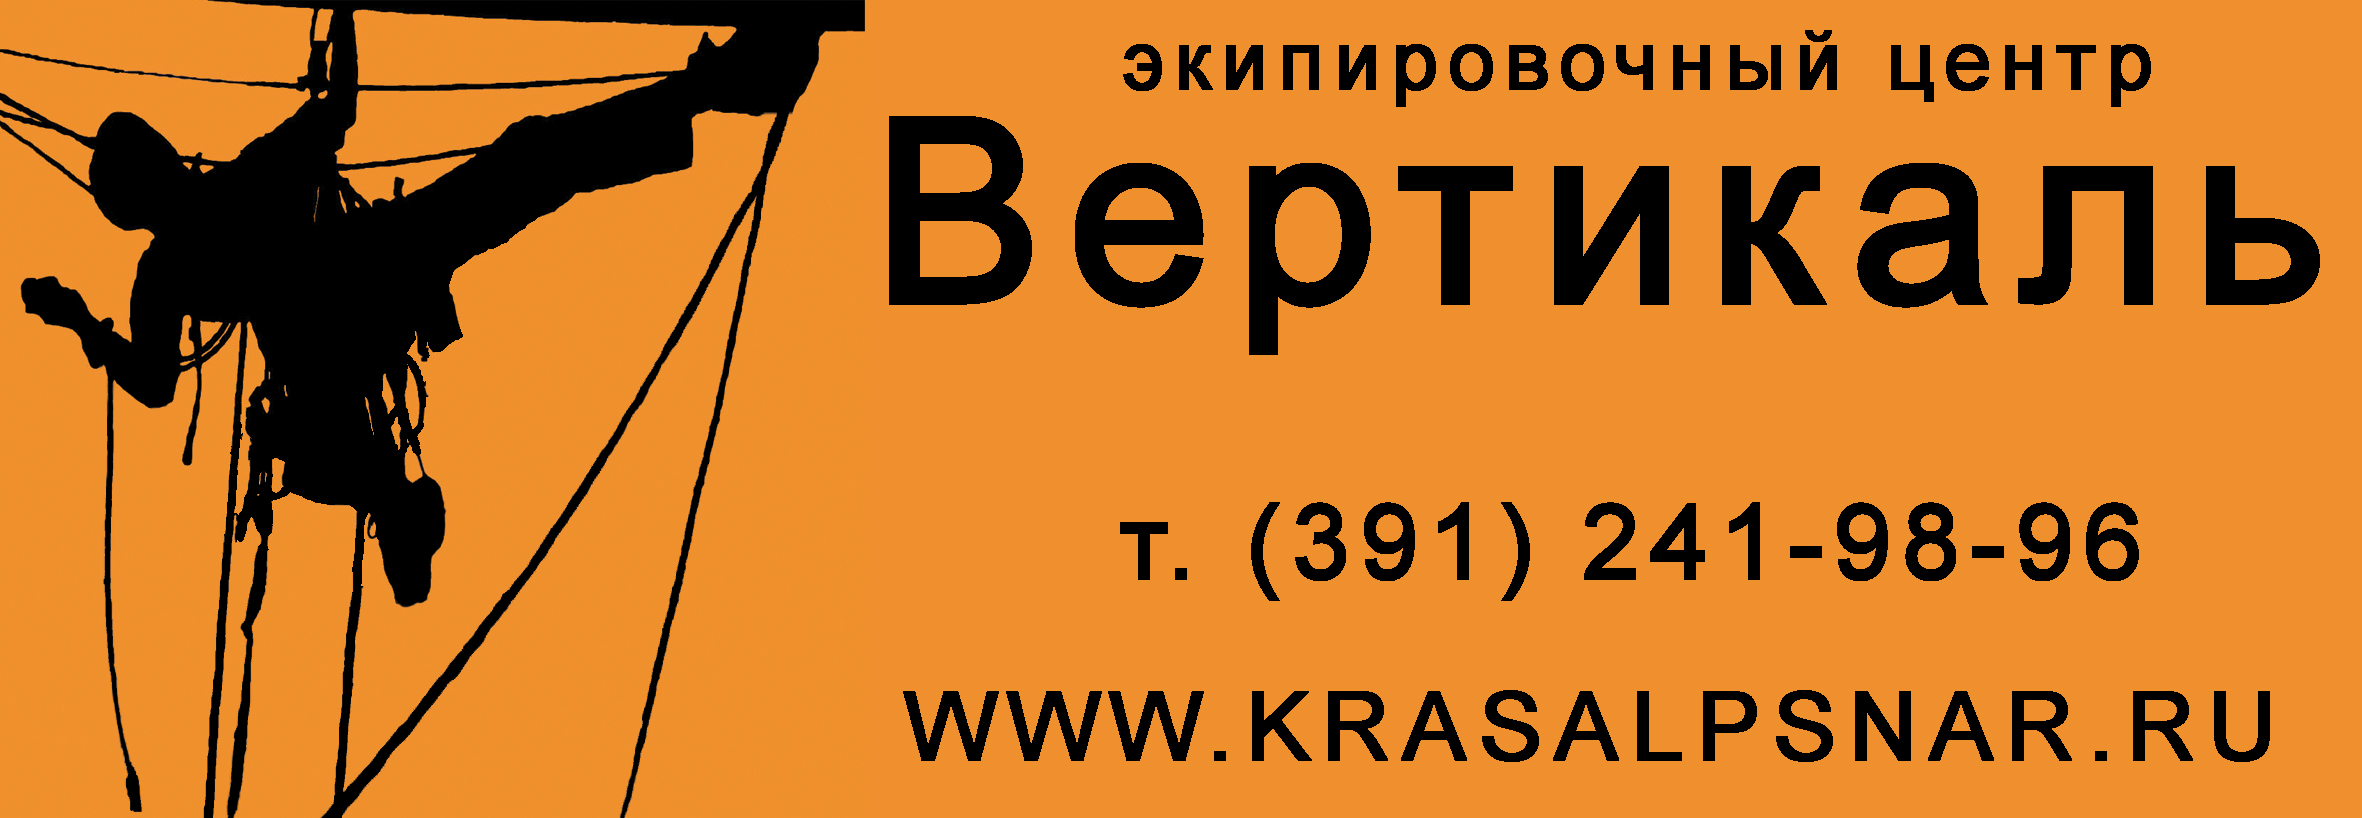 экипировочный центр
Вертикаль
т. (391) 241-98-96
WWW.KRASALPSNAR.RU